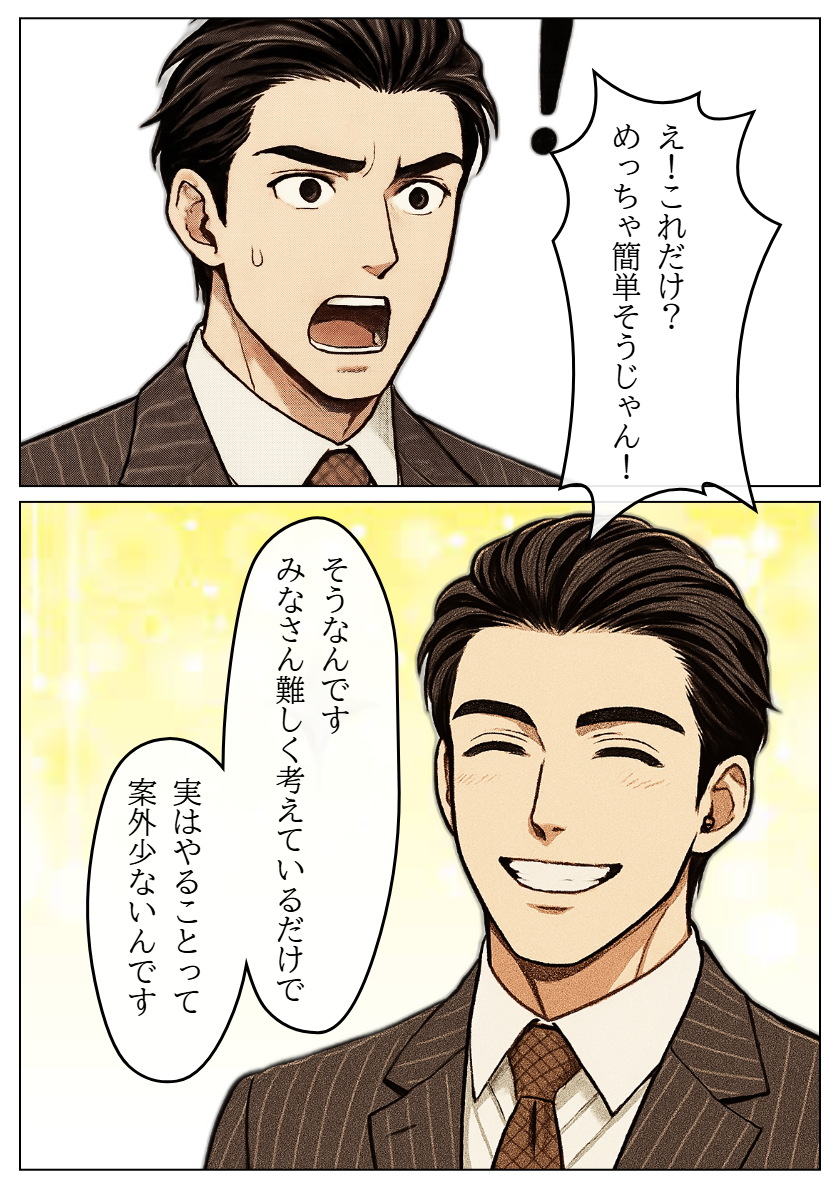 え！これだけ？
めっちゃ簡単そうじゃん！
そうなんです
みなさん難しく考えているだけで
実はやることって
案外少ないんです